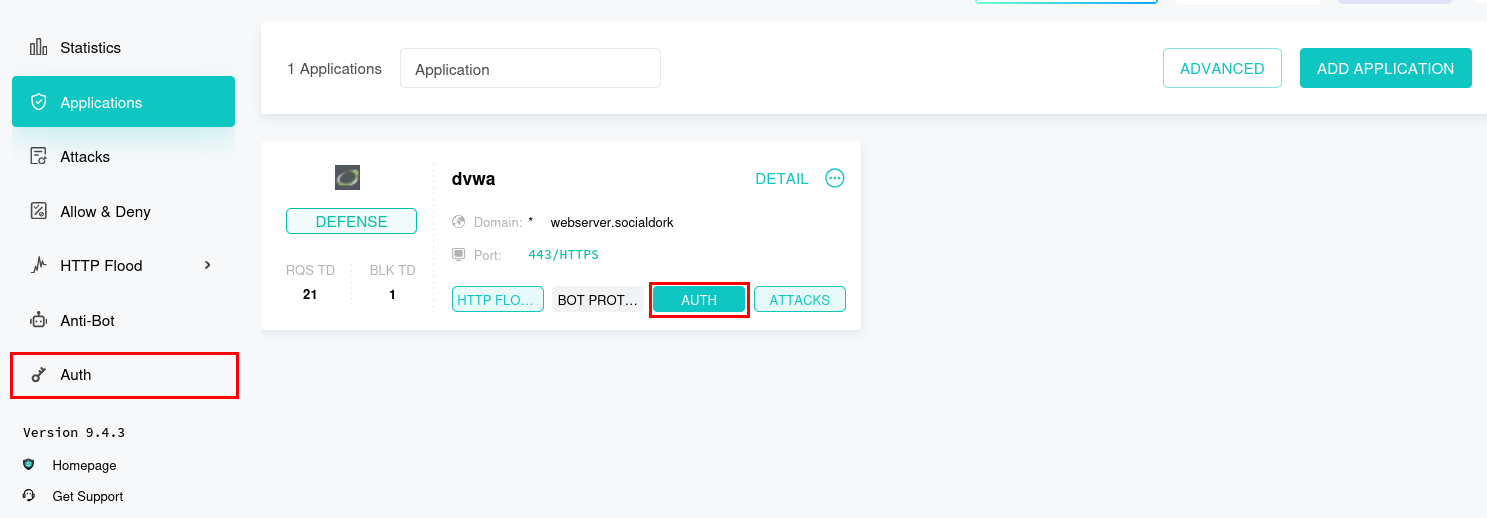 Statistics
Applications
Attacks
Allow & Deny
HTTP Flood
Anti-Bot
Auth
Version 9.4.3
Homepage
Get Support
1 Applications
Application
ADVANCED
ADD APPLICATION
DEFENSE
RQS TD
21
BLK TD
1
dvwa
DETAIL
Domain: * webserver.socialdork
Port: 443/HTTPS
HTTP FLO...
BOT PROT...
AUTH
ATTACKS